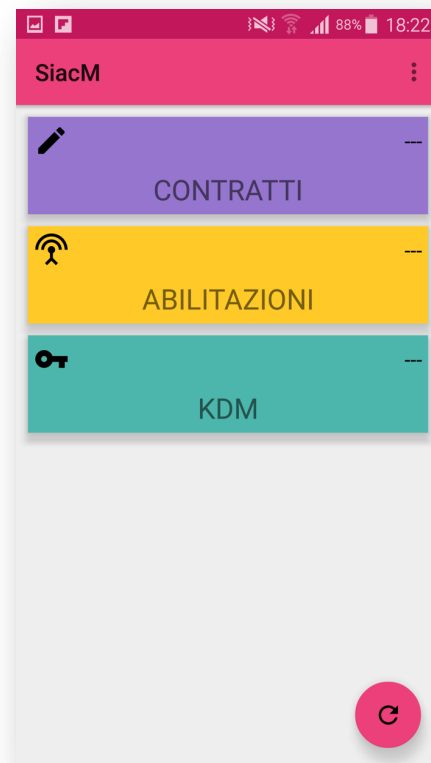 88% 18:22
SiacM
---
CONTRATTI
---
ABILITAZIONI
---
KDM